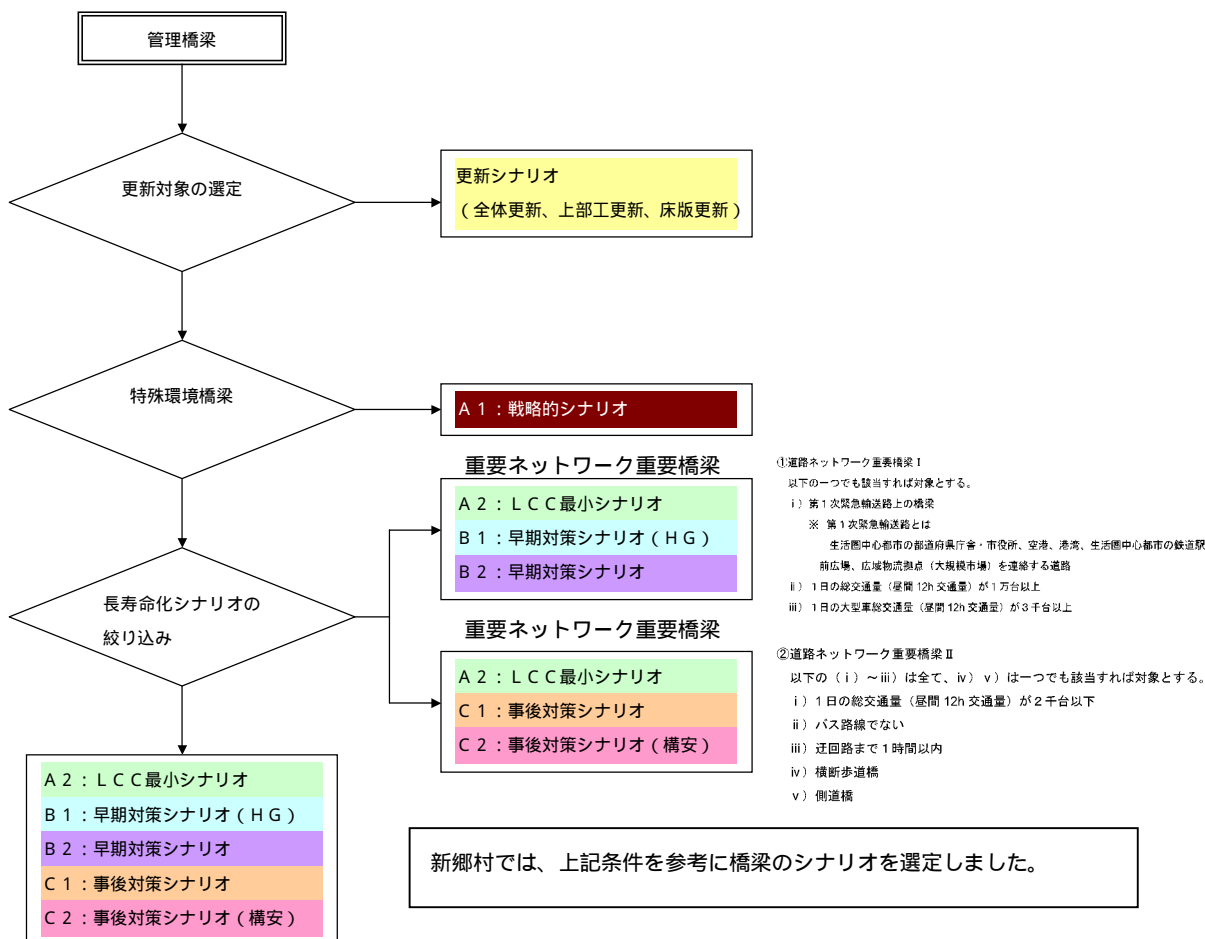 管理橋梁
更新対象の選定
更新シナリオ
(全体更新、上部工更新、床版更新)
特殊環境橋梁
A1:戦略的シナリオ
重要ネットワーク重要橋梁
A2:LCC最小シナリオ
B1:早期対策シナリオ(HG)
B2:早期対策シナリオ
①道路ネットワーク重要橋梁Ⅰ
以下の一つでも該当すれば対象とする。
ⅰ)第1次緊急輸送路上の橋梁
※ 第1次緊急輸送路とは
生活圏中心都市の都道府県庁舎・市役所、空港、港湾、生活圏中心都市の鉄道駅
前広場、広域物流拠点(大規模市場)を連絡する道路
ⅱ)1日の総交通量(昼間12h交通量)が1万台以上
ⅲ)1日の大型車総交通量(昼間12h交通量)が3千台以上
長寿命化シナリオの
絞り込み
重要ネットワーク重要橋梁
A2:LCC最小シナリオ
C1:事後対策シナリオ
C2:事後対策シナリオ(構安)
②道路ネットワーク重要橋梁Ⅱ
以下の(ⅰ)~ⅲ)は全て、ⅳ)ⅴ)は一つでも該当すれば対象とする。
ⅰ)1日の総交通量(昼間12h交通量)が2千台以下
ⅱ)バス路線でない
ⅲ)迂回路まで1時間以内
ⅳ)横断歩道橋
ⅴ)側道橋
A2:LCC最小シナリオ
B1:早期対策シナリオ(HG)
B2:早期対策シナリオ
C1:事後対策シナリオ
C2:事後対策シナリオ(構安)
新郷村では、上記条件を参考に橋梁のシナリオを選定しました。